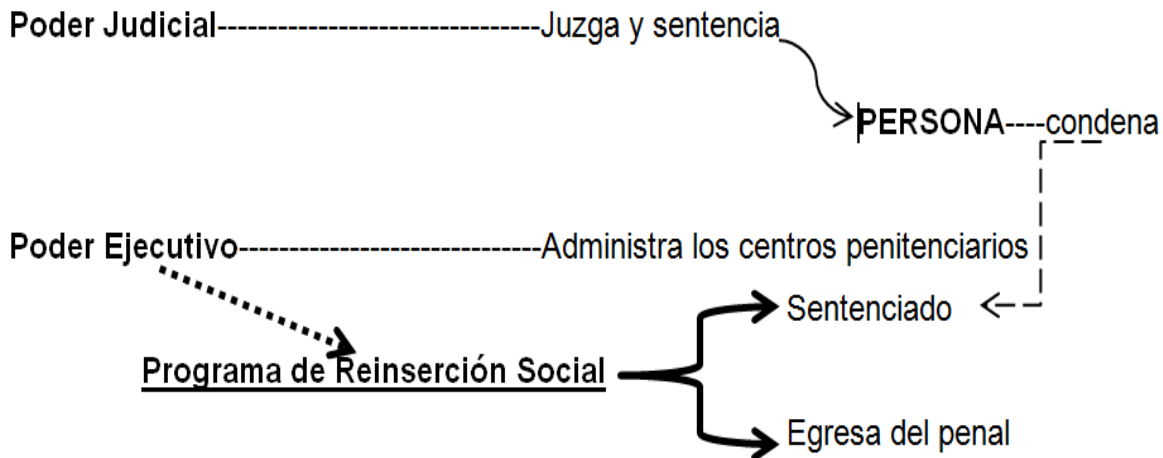 Poder Judicial--------------------------------Juzga y sentencia
PERSONA----condena
Poder Ejecutivo------------------------------Administra los centros penitenciarios
Sentenciado
Programa de Reinserción Social
Egresa del penal